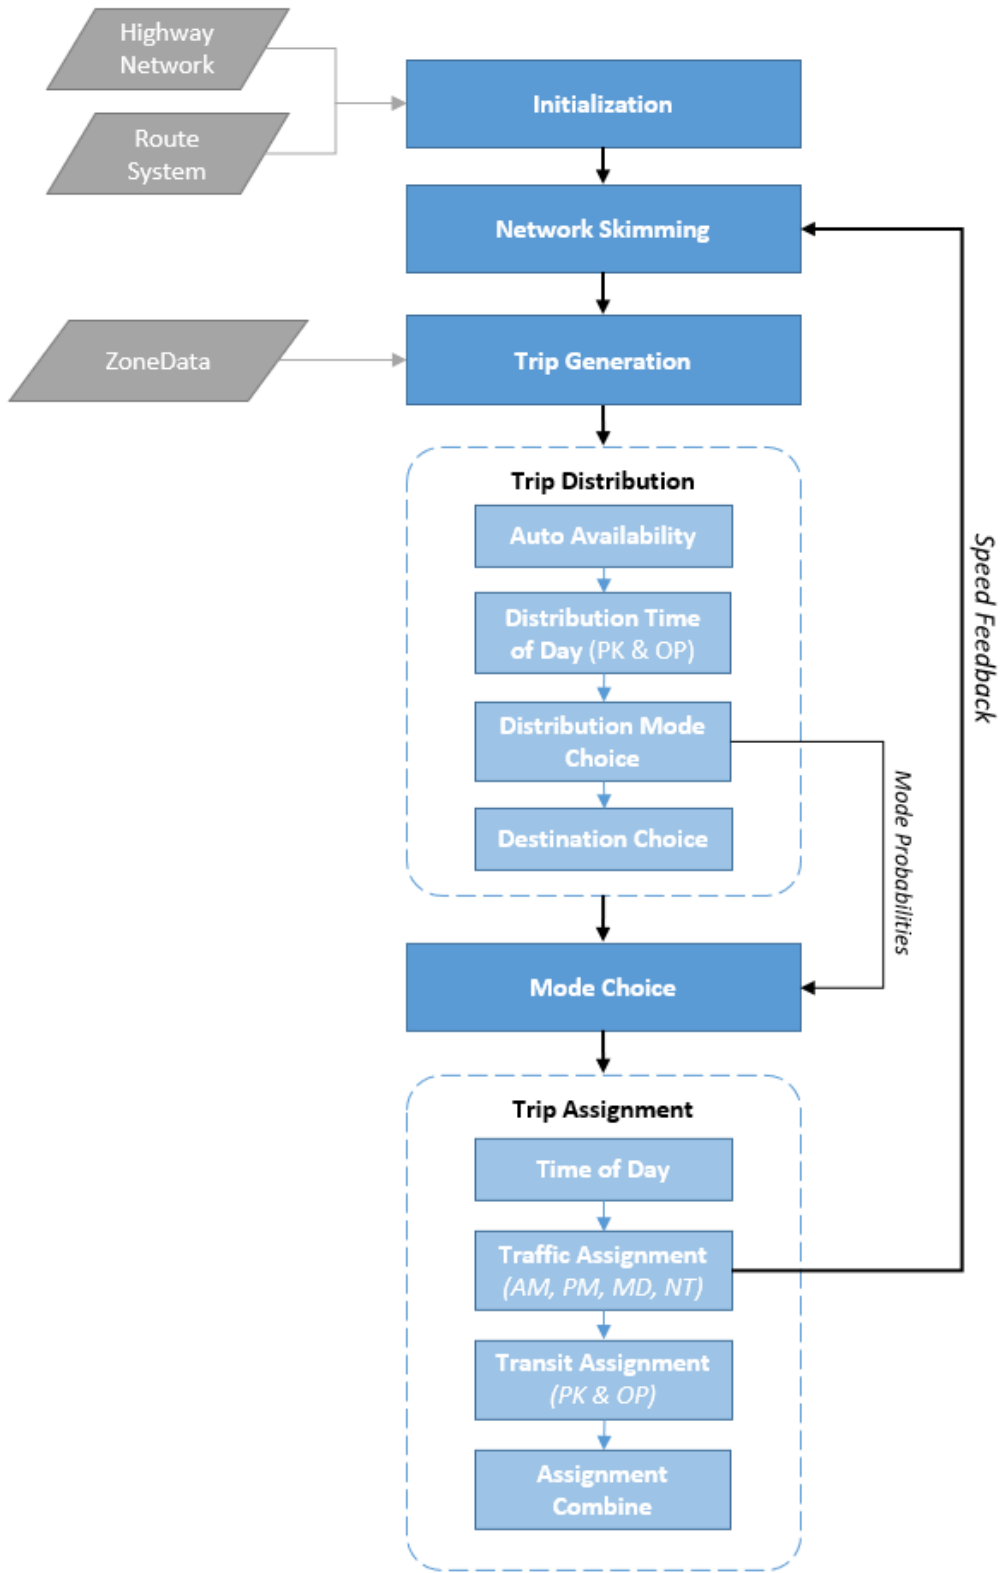 Highway
Network
Route
System
Initialization
Network Skimming
ZoneData
Trip Generation
Trip Distribution
Auto Availability
Distribution Time
of Day (PK & OP)
Distribution Mode
Choice
Destination Choice
Mode Probabilities
Speed Feedback
Mode Choice
Trip Assignment
Time of Day
Traffic Assignment
(AM, PM, MD, NT)
Transit Assignment
(PK & OP)
Assignment
Combine